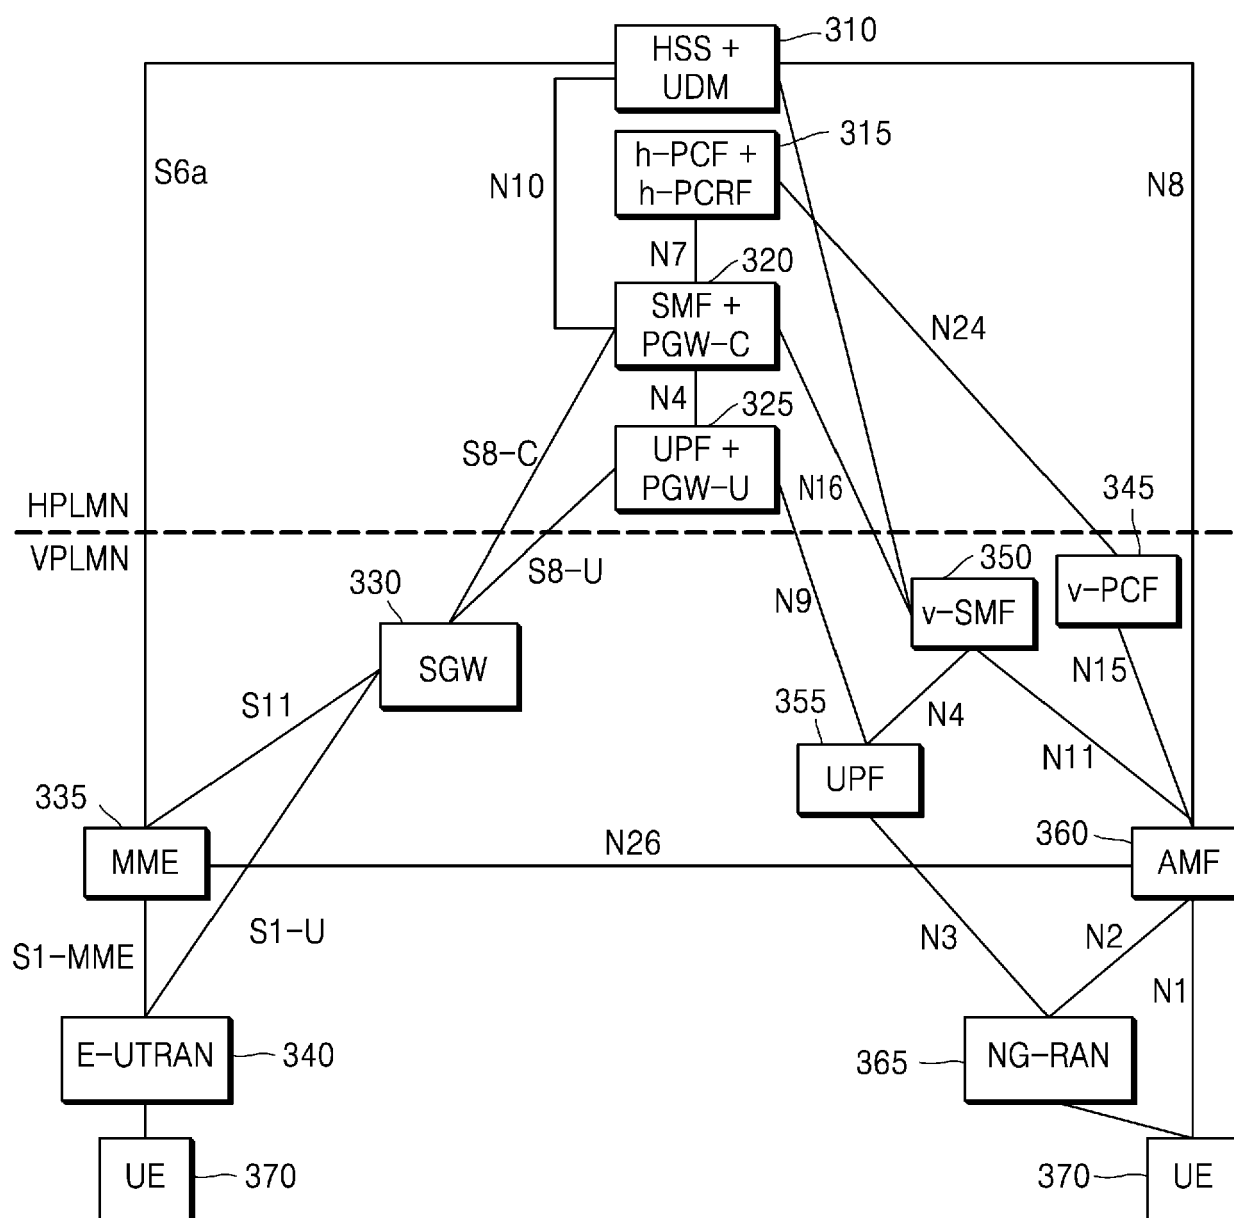 HSS +
UDM
310
h-PCF +
h-PCRF
315
S6a
N10
N8
N7
320
SMF +
PGW-C
N24
N4
325
S8-C
UPF +
PGW-U
N16
345
HPLMN
VPLMN
S8-U
350
330
N9
v-SMF
v-PCF
SGW
N15
S11
355
N4
N11
UPF
335
N26
360
MME
AMF
S1-U
N3
N2
S1-MME
N1
E-UTRAN
340
365
NG-RAN
UE
370
370
UE